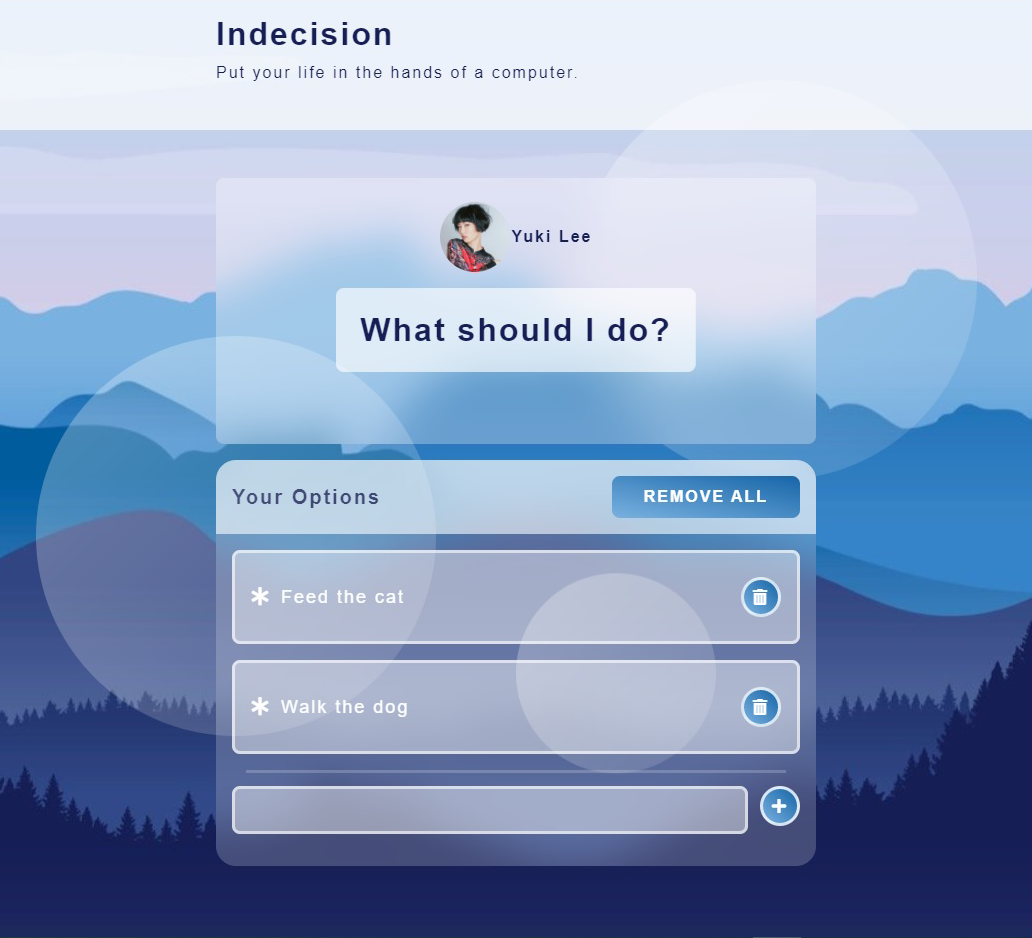 Indecision
Put your life in the hands of a computer.
Yuki Lee
What should I do?
Your Options
REMOVE ALL
Feed the cat
Walk the dog